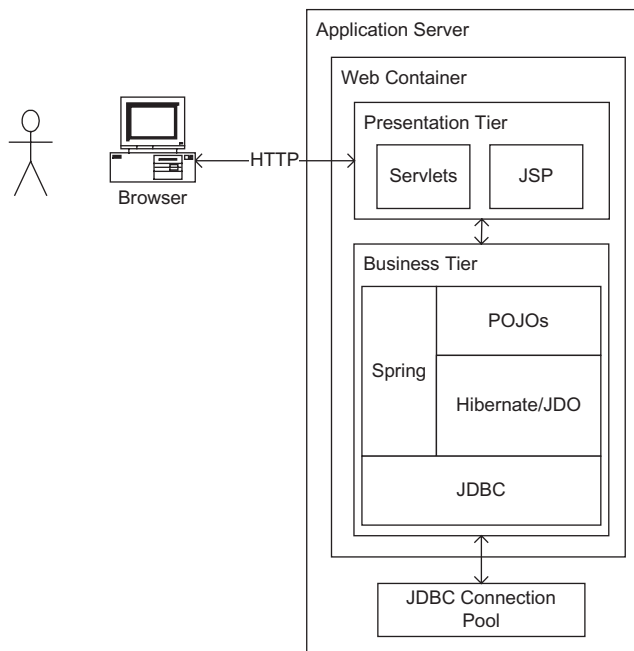 Application Server
Web Container
Presentation Tier
Servlets
JSP
HTTP
Browser
Business Tier
POJOs
Spring
Hibernate/JDO
JDBC
JDBC Connection
Pool